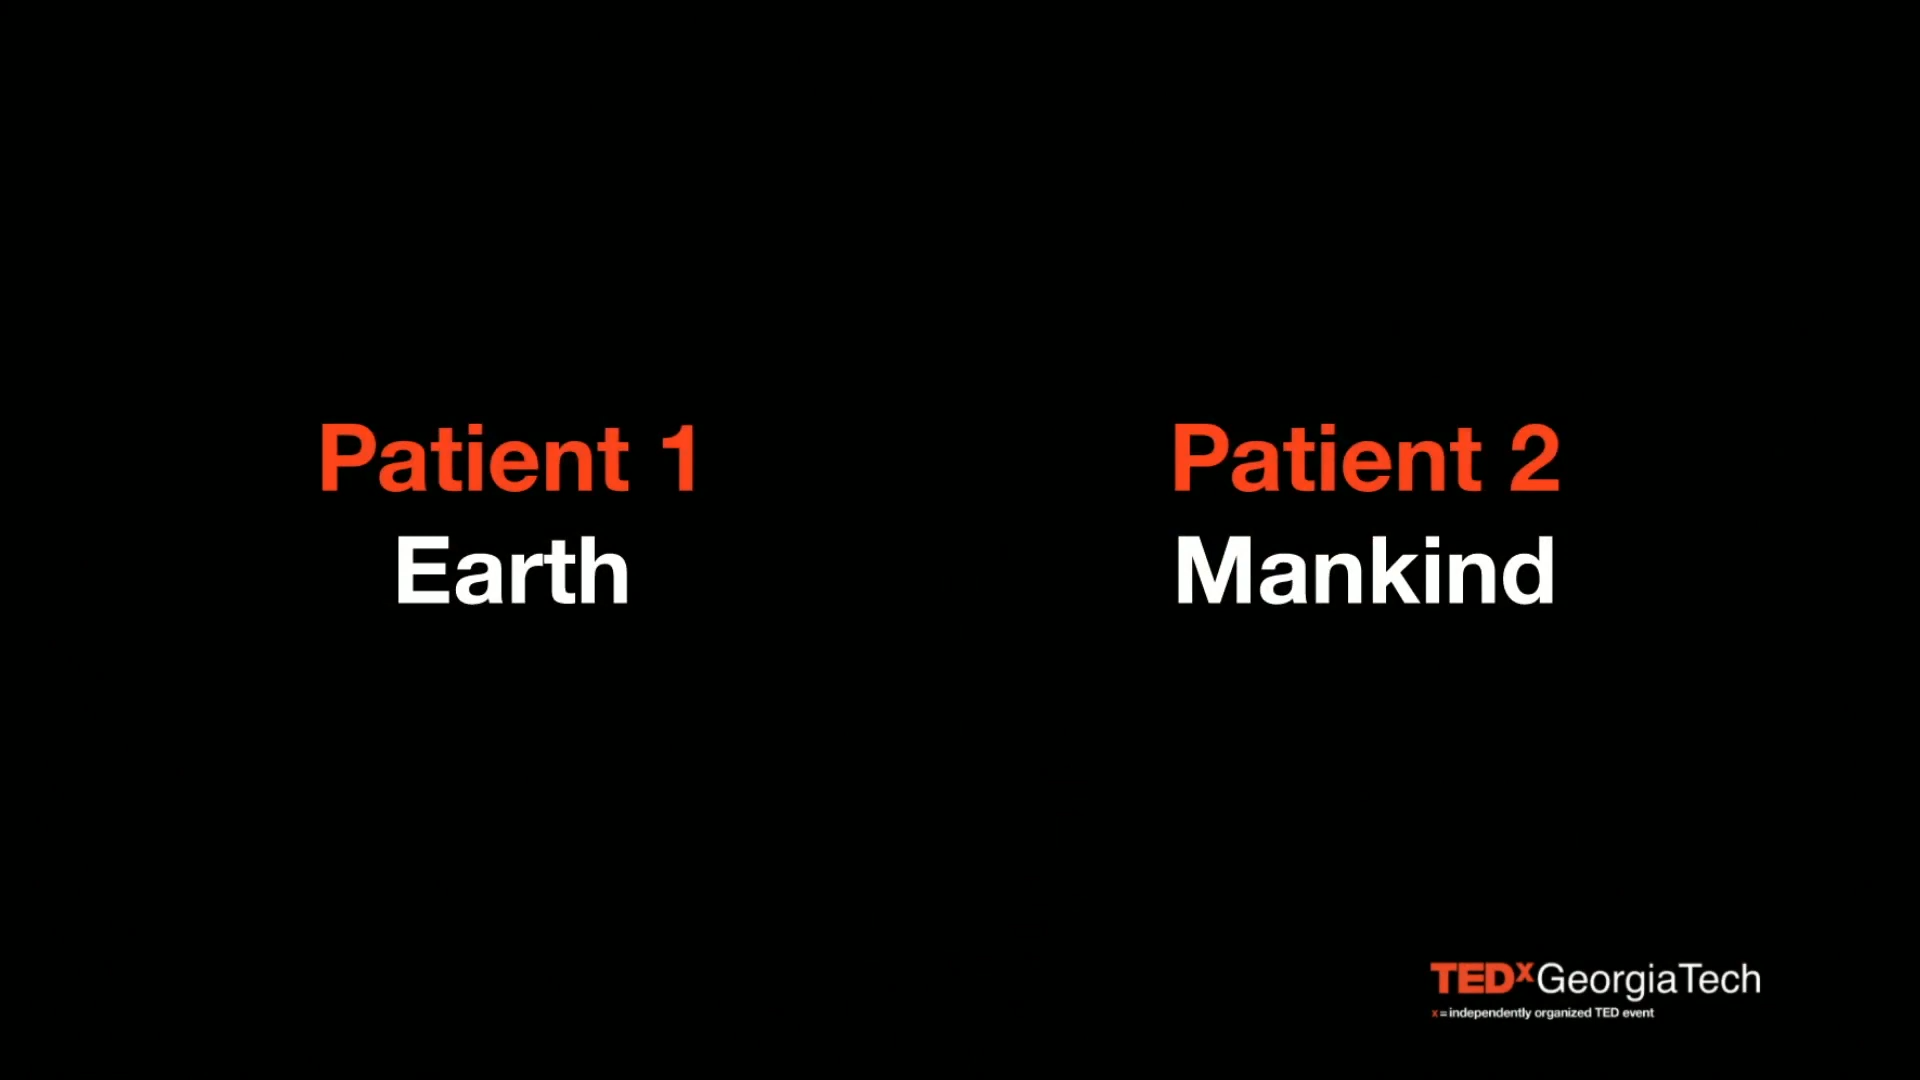 Patient 1
Earth
Patient 2
Mankind
TEDxGeorgiaTech
x = independently organized TED event